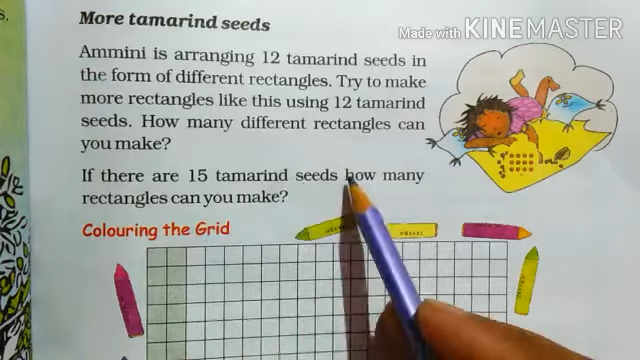 s.
More tamarind seeds
Made with KINEMASTER
Ammini is arranging 12 tamarind seeds in
the form of different rectangles. Try to make
more rectangles like this using 12 tamarind
seeds. How many different rectangles can
you make?
If there are 15 tamarind seeds how many
rectangles can you make?
Colouring the Grid